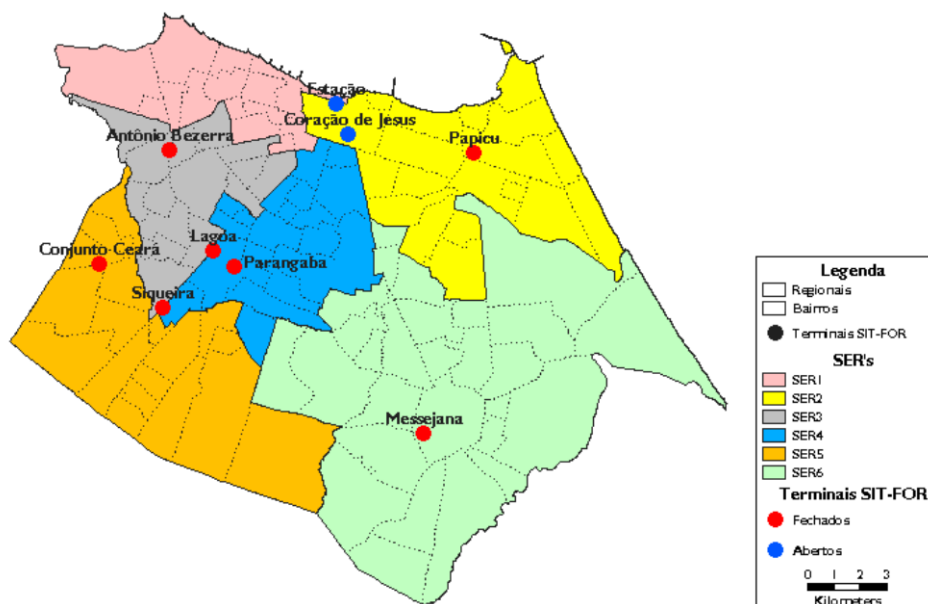 Estação
Coração de Jesus
Antônio Bezerra
Papicu
Lagoa
Conjunto Ceará
Parangaba
Siqueira
Messejana
Legenda
Regionais
Bairros
Terminais SIT-FOR
SER's
SER1
SER2
SER3
SER4
SER5
SER6
Terminais SIT-FOR
Fechados
Abertos
0 1 2 3
Kilometers